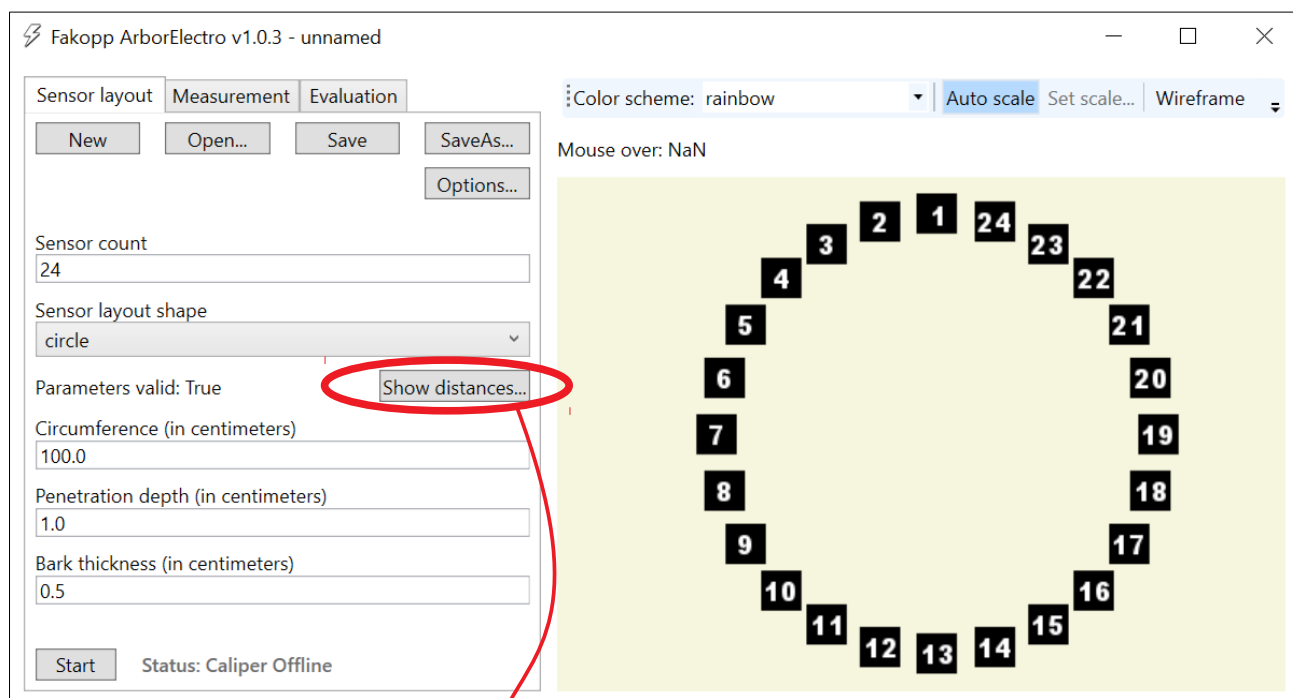 Fakopp ArborElectro v1.0.3 - unnamed
Sensor layout Measurement Evaluation
New Open... Save SaveAs...
Options...
Sensor count
24
Sensor layout shape
circle
Parameters valid: True Show distances...
Circumference (in centimeters)
100.0
Penetration depth (in centimeters)
1.0
Bark thickness (in centimeters)
0.5
Start Status: Caliper Offline
Color scheme: rainbow Auto scale Set scale... Wireframe
Mouse over: NaN
1
2 24
3 23
4 22
5 21
6 20
7 19
8 18
9 17
10 16
11 15
12 13 14